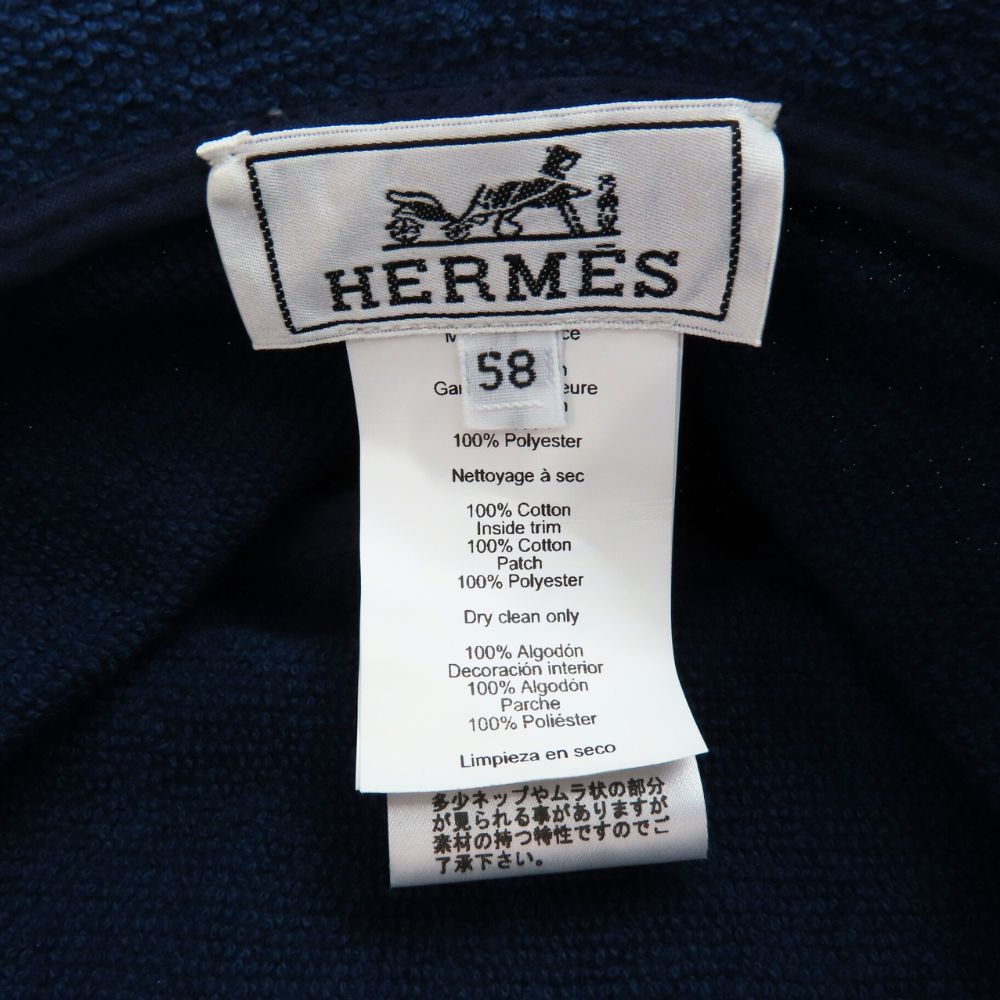 HERMÈS
58
100% Polyester
Nettoyage à sec
100% Cotton
Inside trim
100% Cotton
Patch
100% Polyester
Dry clean only
100% Algodón
Decoración interior
100% Algodón
Parche
100% Poliéster
Limpieza en seco
多少ネップやムラ状の部分
が見られる事がありますが
素材の持つ特性ですのでご
了承下さい。